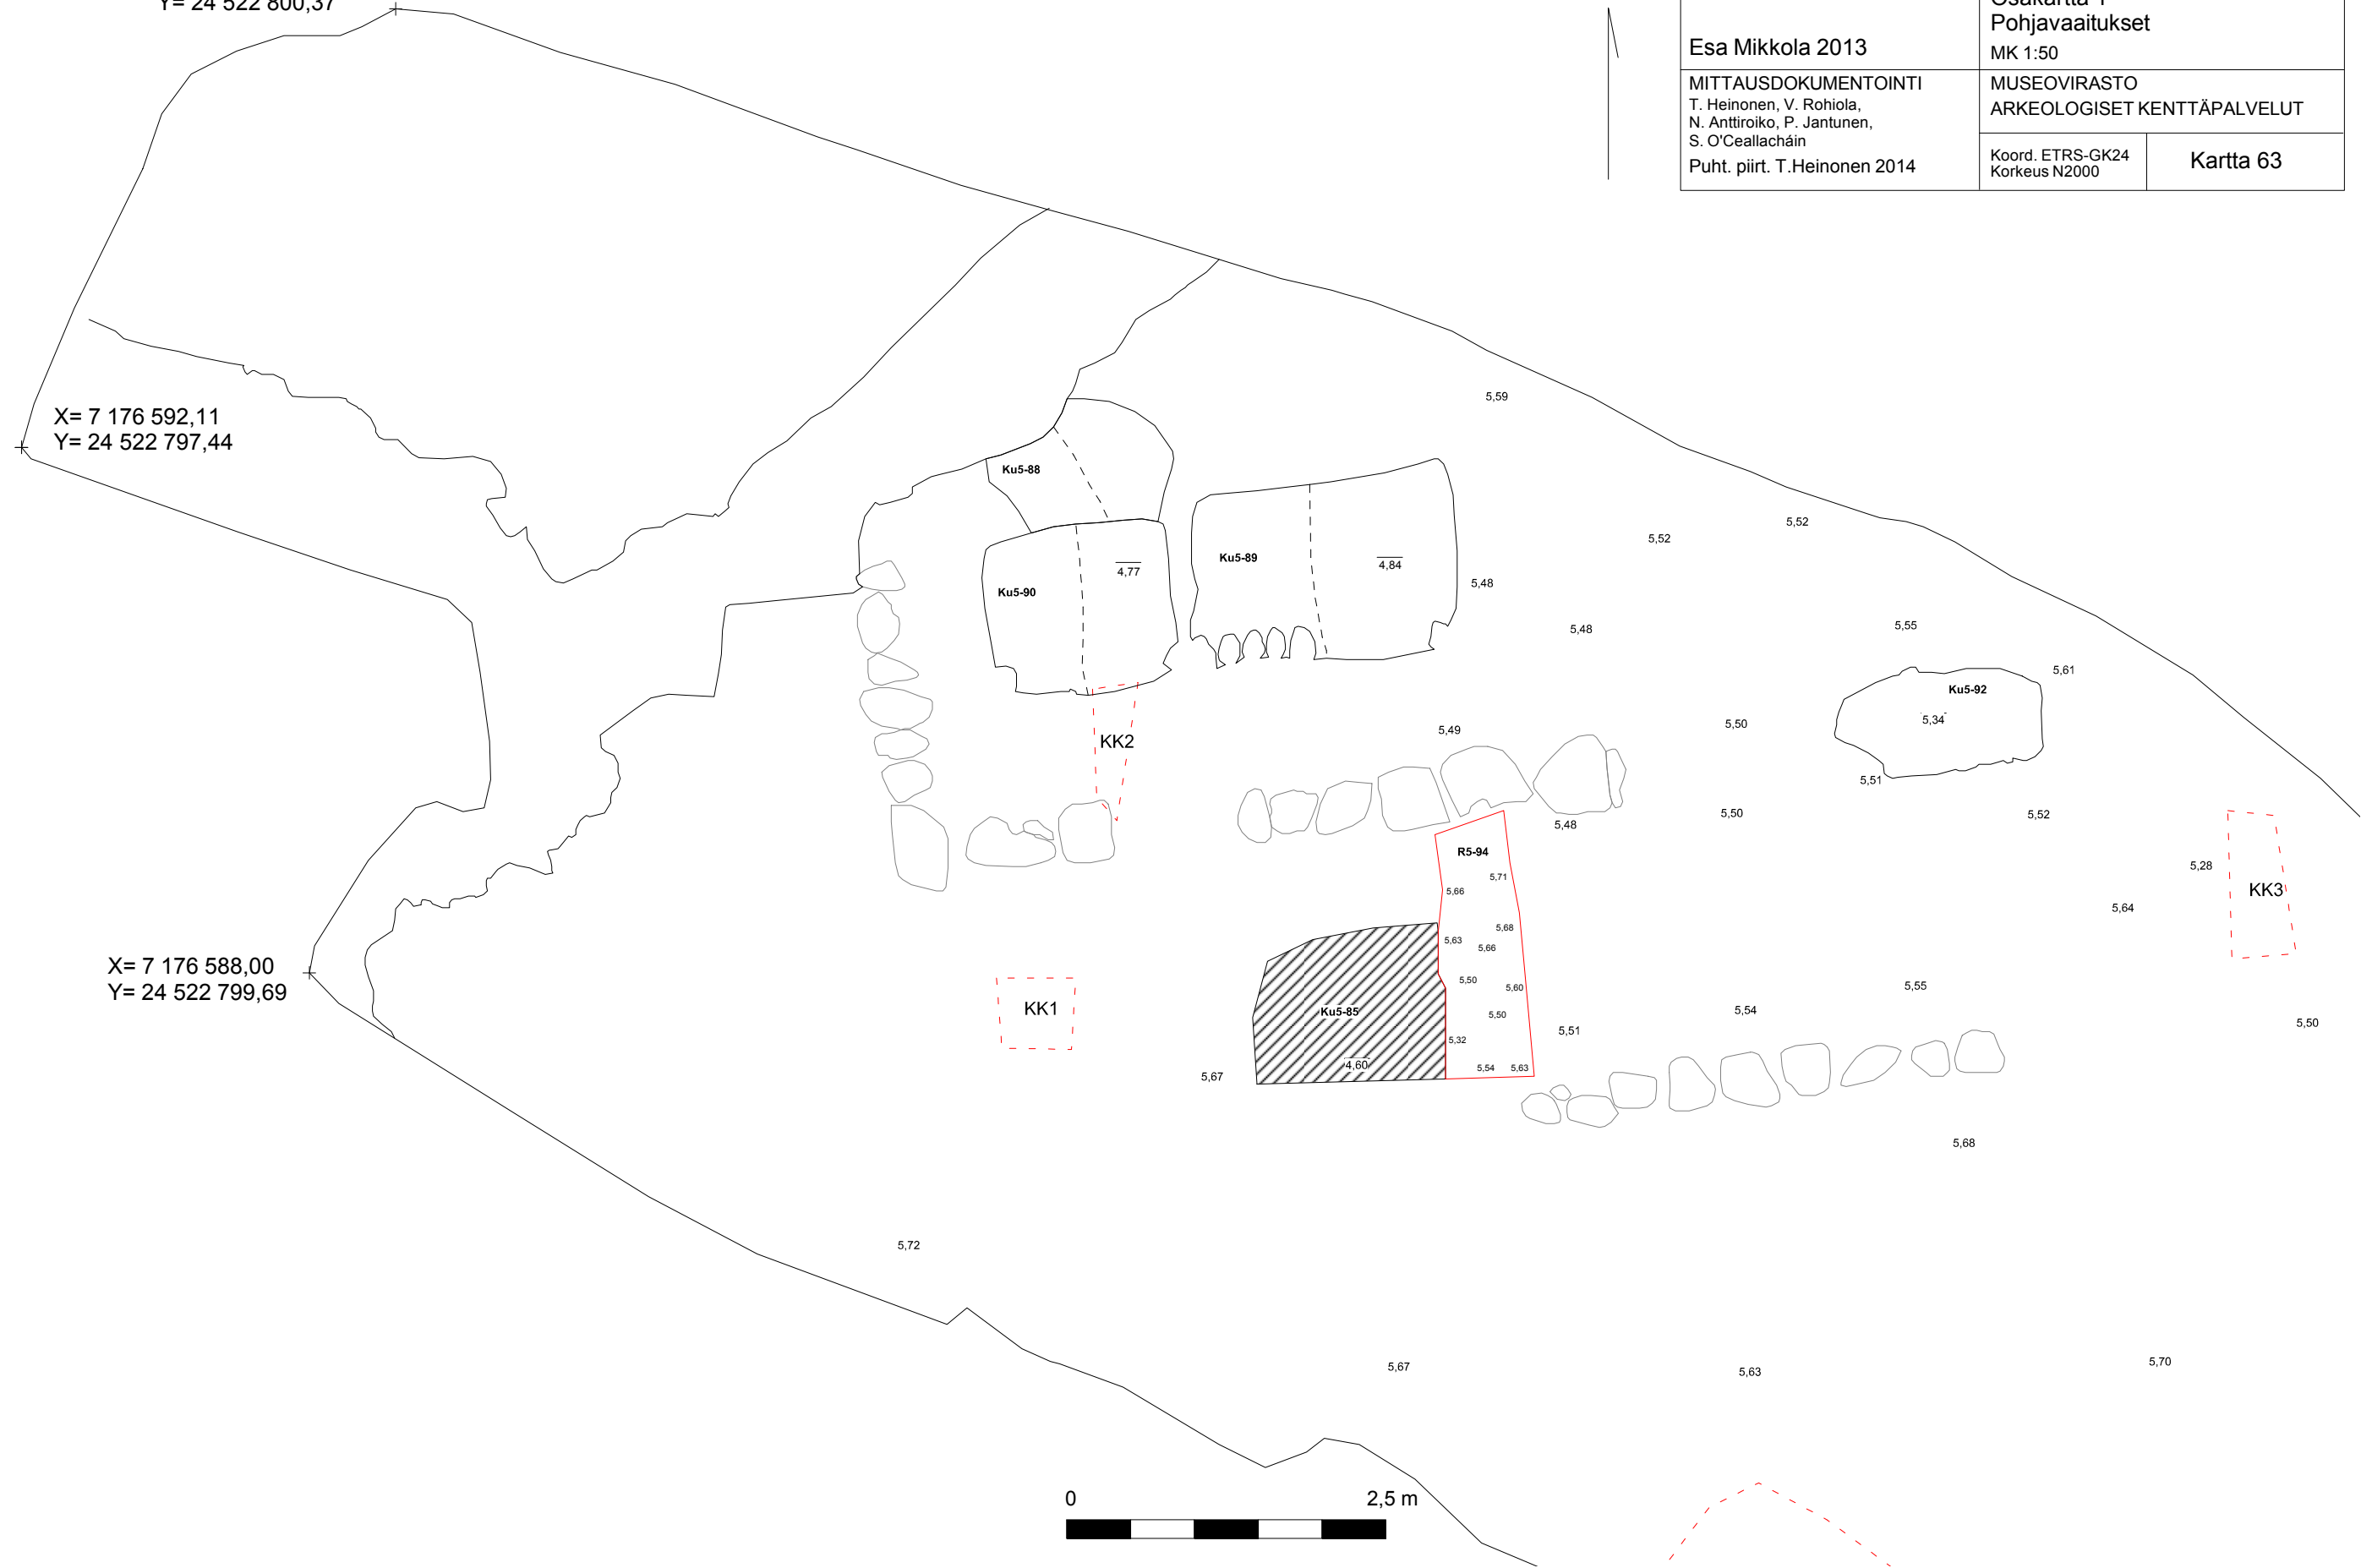 Y= 24 522 800,37
Osakartta 1
Pohjavaaitukset
MK 1:50
Esa Mikkola 2013
MITTAUSDOKUMENTOINTI
T. Heinonen, V. Rohiola,
N. Anttiroiko, P. Jantunen,
S. O'Ceallacháin
Puht. piirt. T.Heinonen 2014
MUSEOVIRASTO
ARKEOLOGISET KENTTÄPALVELUT
Koord. ETRS-GK24
Korkeus N2000
Kartta 63
X= 7 176 592,11
Y= 24 522 797,44
5,59
Ku5-88
5,52
5,52
Ku5-89
4,84
4,77
5,48
Ku5-90
5,48
5,55
5,61
Ku5-92
5,34
5,50
5,49
KK2
5,51
5,50
5,52
5,48
R5-94
5,28
5,71
5,66
KK3
5,64
5,68
5,63
5,66
X= 7 176 588,00
Y= 24 522 799,69
5,50
5,60
5,55
KK1
Ku5-85
5,50
5,54
5,50
5,51
5,32
4,60
5,54
5,63
5,67
5,68
5,72
5,67
5,63
5,70
0
2,5 m